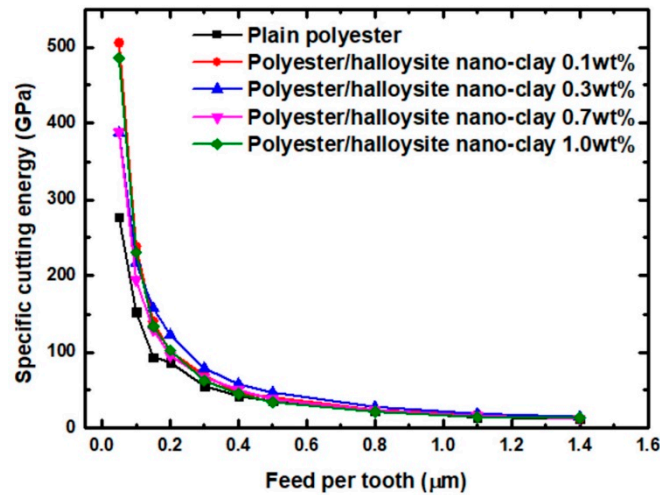 Plain polyester
Polyester/halloysite nano-clay 0.1wt%
Polyester/halloysite nano-clay 0.3wt%
Polyester/halloysite nano-clay 0.7wt%
Polyester/halloysite nano-clay 1.0wt%
Specific cutting energy (GPa)
500
400
300
200
100
0
0.0 0.2 0.4 0.6 0.8 1.0 1.2 1.4 1.6
Feed per tooth (μm)